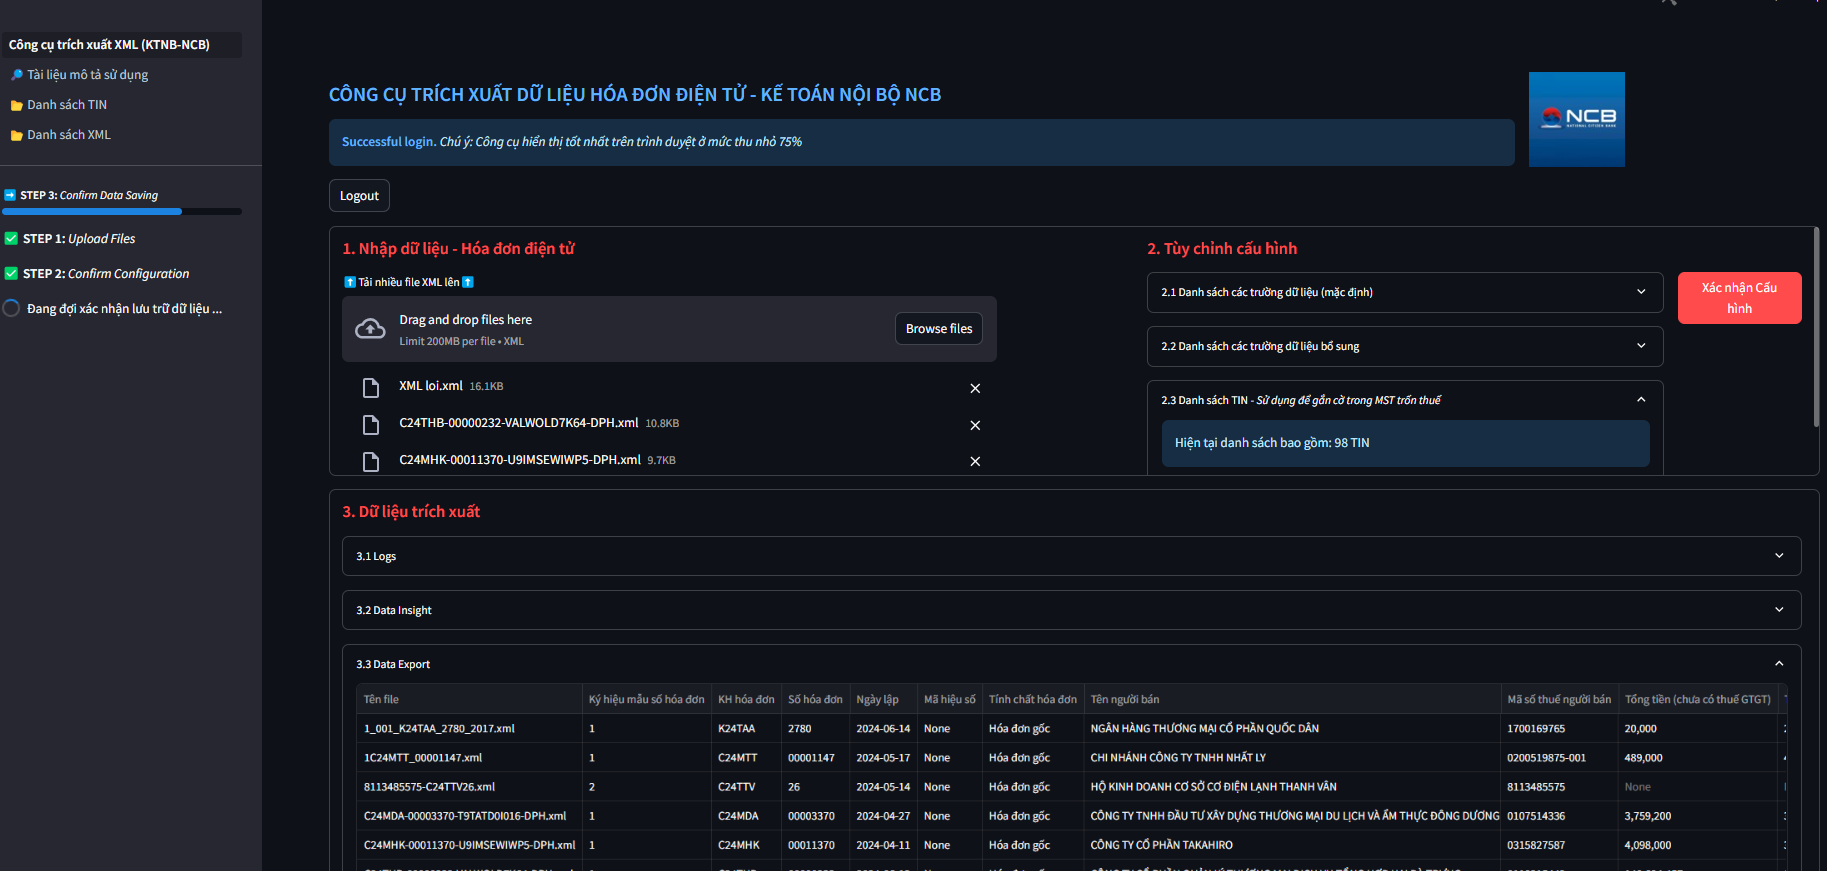 Công cụ trích xuất XML (KTNB-NCB)
Tài liệu mô tả sử dụng
Danh sách TIN
Danh sách XML
STEP 3: Confirm Data Saving
STEP 1: Upload Files
STEP 2: Confirm Configuration
Đang đợi xác nhận lưu trữ dữ liệu ...
CÔNG CỤ TRÍCH XUẤT DỮ LIỆU HÓA ĐƠN ĐIỆN TỬ - KẾ TOÁN NỘI BỘ NCB
NCB
NATIONAL CITIZEN BANK
Successful login. Chú ý: Công cụ hiển thị tốt nhất trên trình duyệt ở mức thu nhỏ 75%
Logout
1. Nhập dữ liệu - Hóa đơn điện tử
Tải nhiều file XML lên
Drag and drop files here
Limit 200MB per file • XML
Browse files
XML loi.xml 16.1KB
C24THB-00000232-VALWOLD7K64-DPH.xml 10.8KB
C24MHK-00011370-U9IMSEWIWP5-DPH.xml 9.7KB
2. Tùy chỉnh cấu hình
2.1 Danh sách các trường dữ liệu (mặc định)
2.2 Danh sách các trường dữ liệu bổ sung
2.3 Danh sách TIN - Sử dụng để gắn cờ trong MST trốn thuế
Hiện tại danh sách bao gồm: 98 TIN
Xác nhận Cấu
hình
3. Dữ liệu trích xuất
3.1 Logs
3.2 Data Insight
3.3 Data Export
Tên file Ký hiệu mẫu số hóa đơn KH hóa đơn Số hóa đơn Ngày lập Mã hiệu số Tính chất hóa đơn Tên người bán Mã số thuế người bán Tổng tiền (chưa có thuế GTGT)
1_001_K24TAA_2780_2017.xml 1 K24TAA 2780 2024-06-14 None Hóa đơn gốc NGÂN HÀNG THƯƠNG MẠI CỔ PHẦN QUỐC DÂN 1700169765 20,000
1C24MTT_00001147.xml 1 C24MTT 00001147 2024-05-17 None Hóa đơn gốc CHI NHÁNH CÔNG TY TNHH NHẤT LY 0200519875-001 489,000
8113485575-C24TTV26.xml 2 C24TTV 26 2024-05-14 None Hóa đơn gốc HỘ KINH DOANH CƠ SỞ CƠ ĐIỆN LẠNH THANH VÂN 8113485575 None
C24MDA-00003370-T9TATD0I016-DPH.xml 1 C24MDA 00003370 2024-04-27 None Hóa đơn gốc CÔNG TY TNHH ĐẦU TƯ XÂY DỰNG THƯƠNG MẠI DU LỊCH VÀ ẨM THỰC ĐÔNG DƯƠNG 0107514336 3,759,200
C24MHK-00011370-U9IMSEWIWP5-DPH.xml 1 C24MHK 00011370 2024-04-11 None Hóa đơn gốc CÔNG TY CỔ PHẦN TAKAHIRO 0315827587 4,098,000